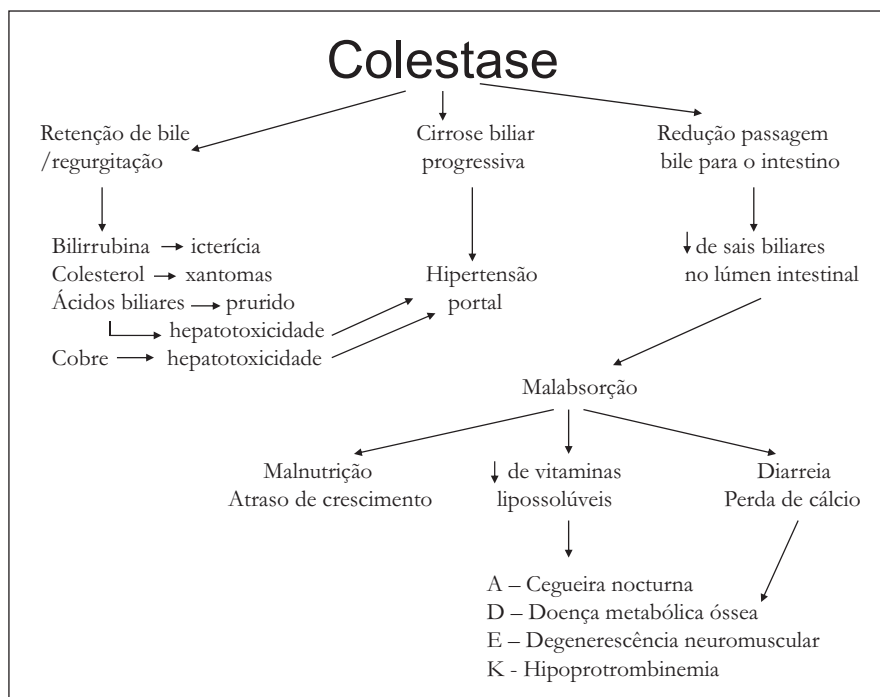 Colestase
Retenção de bile
/regurgitação
Cirrose biliar
progressiva
Redução passagem
bile para o intestino
Bilirrubina → icterícia
Colesterol → xantomas
Ácidos biliares → prurido
hepatotoxicidade
Cobre → hepatotoxicidade
Hipertensão
portal
↓ de sais biliares
no lúmen intestinal
Malabsorção
Malnutrição
Atraso de crescimento
↓ de vitaminas
lipossolúveis
Diarreia
Perda de cálcio
A – Cegueira nocturna
D – Doença metabólica óssea
E – Degenerescência neuromuscular
K - Hipoprotrombinemia